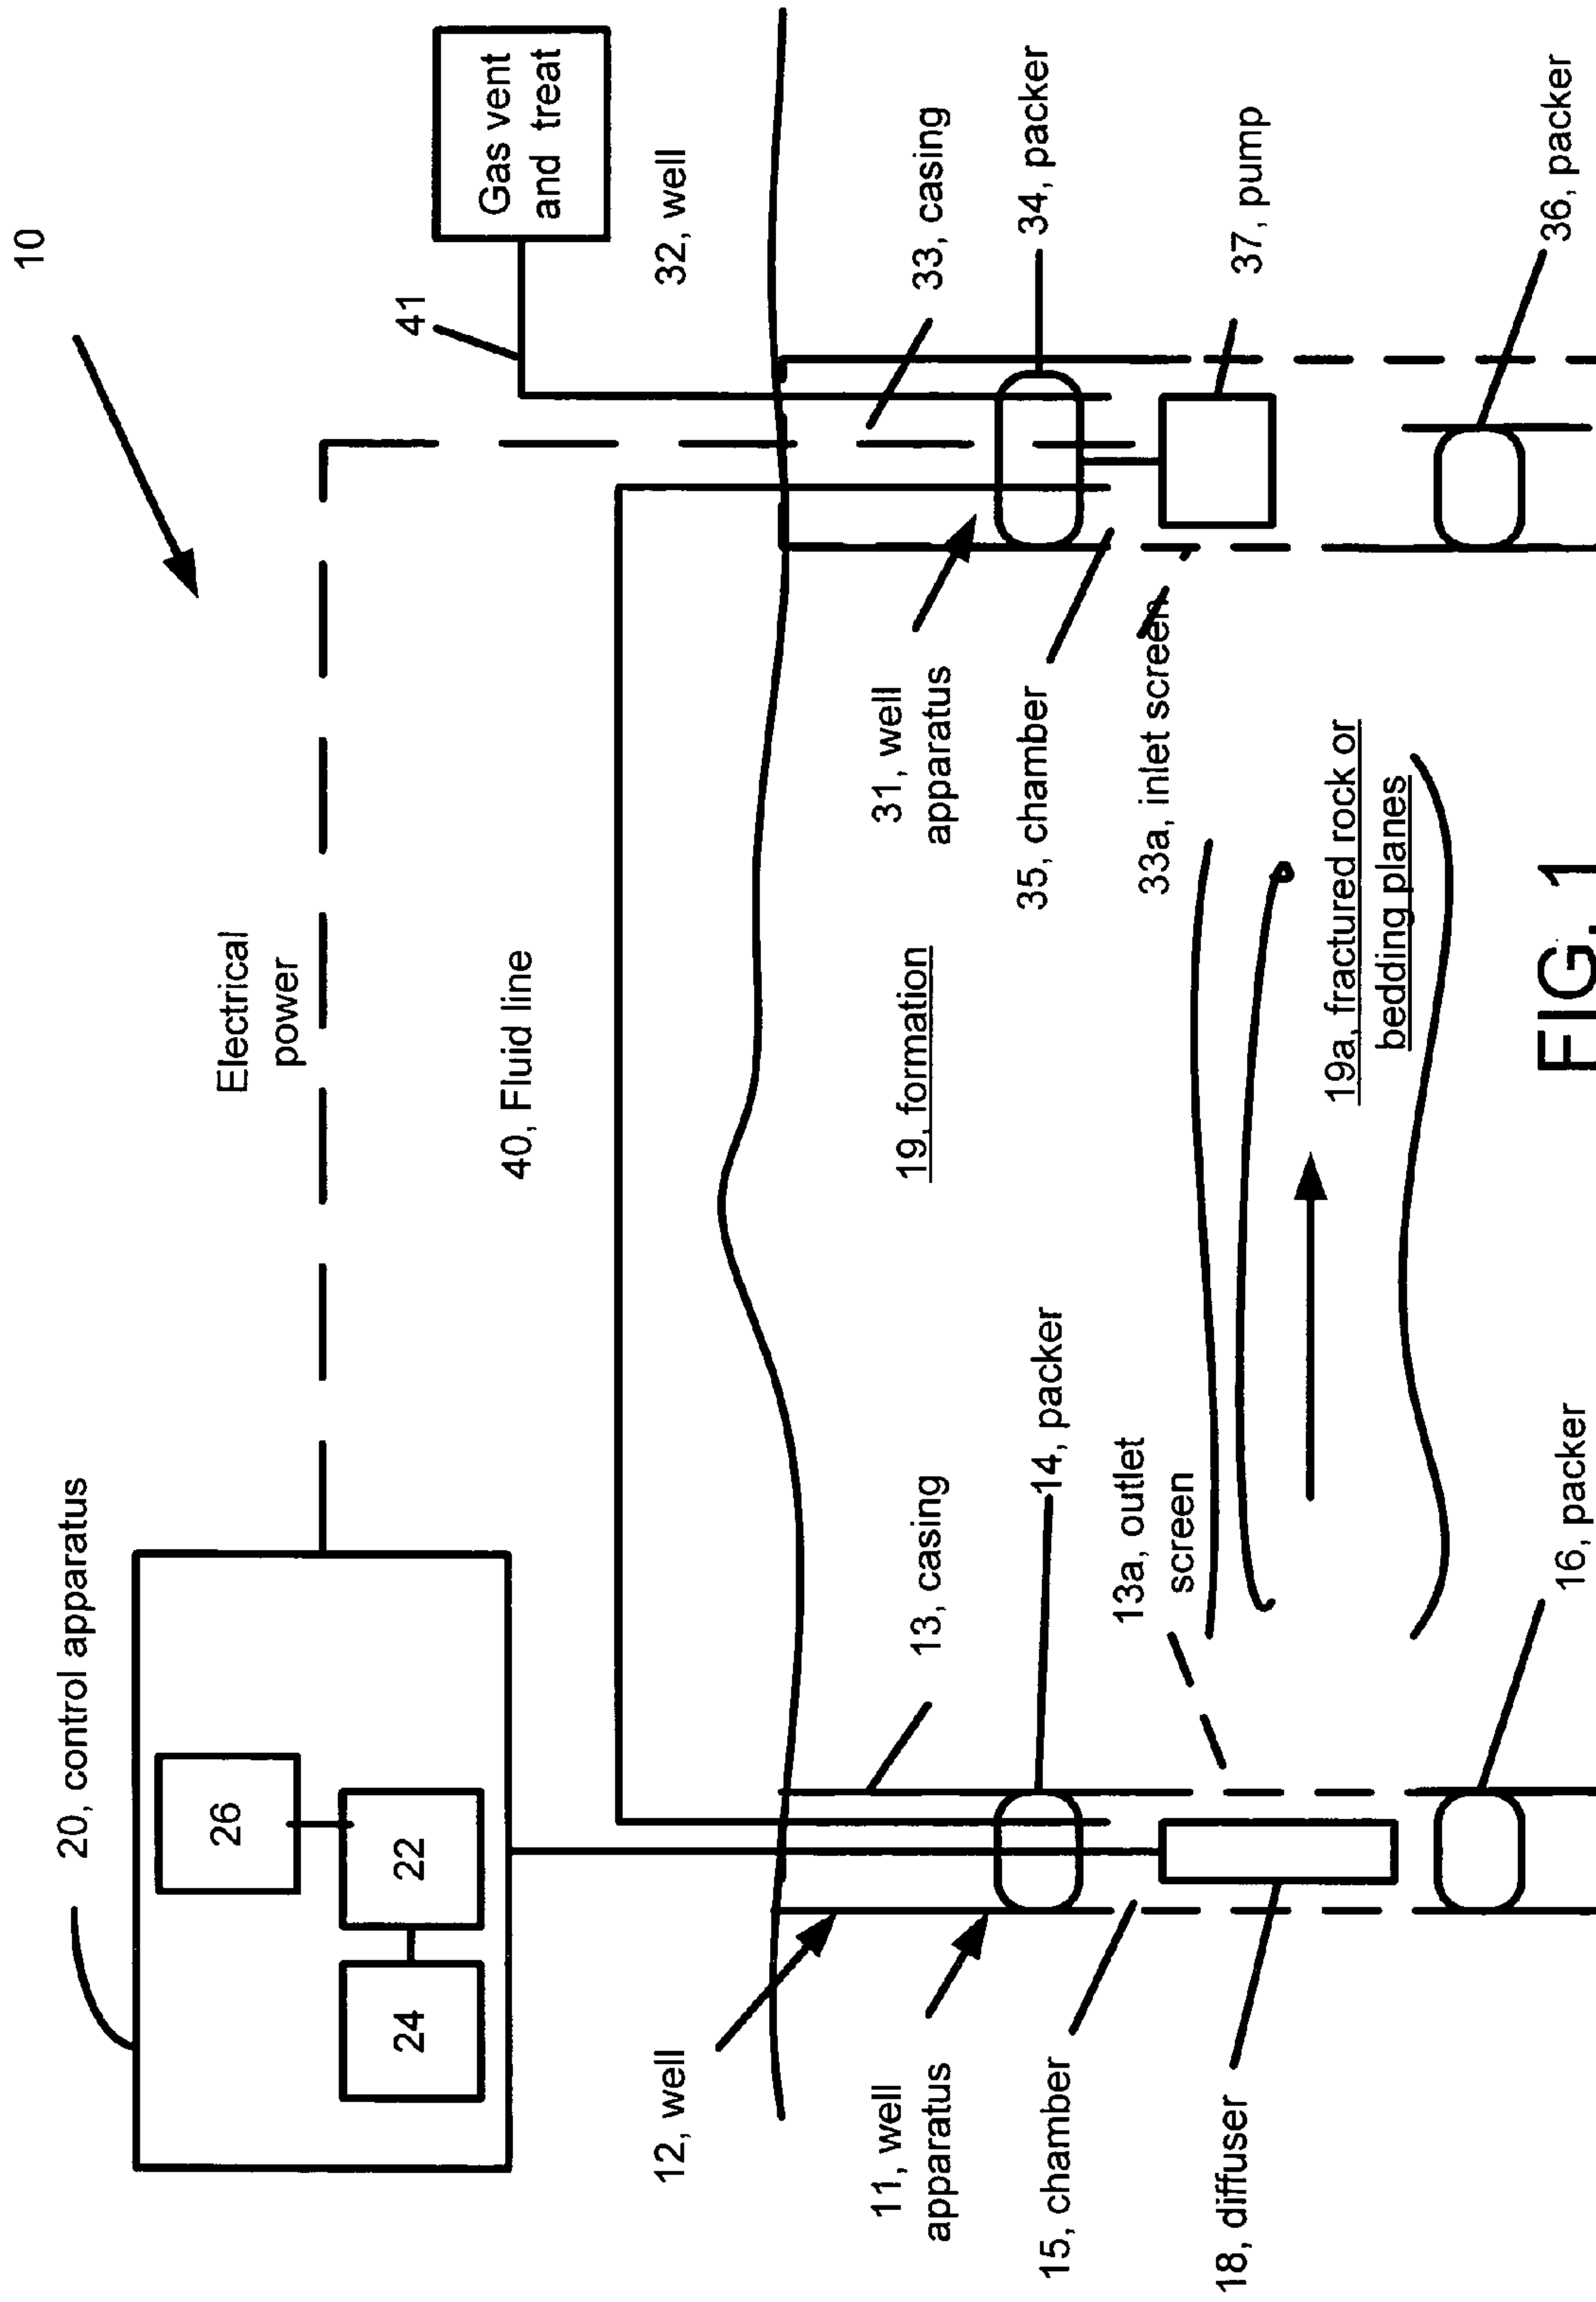 10
20, control apparatus
Electrical
power
26
22
24
41
Gas vent
and treat
40, Fluid line
12, well
32, well
11, well
apparatus
13, casing
19, formation
31, well
apparatus
33, casing
15, chamber
14, packer
35, chamber
34, packer
13a, outlet
screen
33a, inlet screen
18, diffuser
37, pump
19a, fractured rock or
bedding planes
16, packer
36, packer
FIG. 1